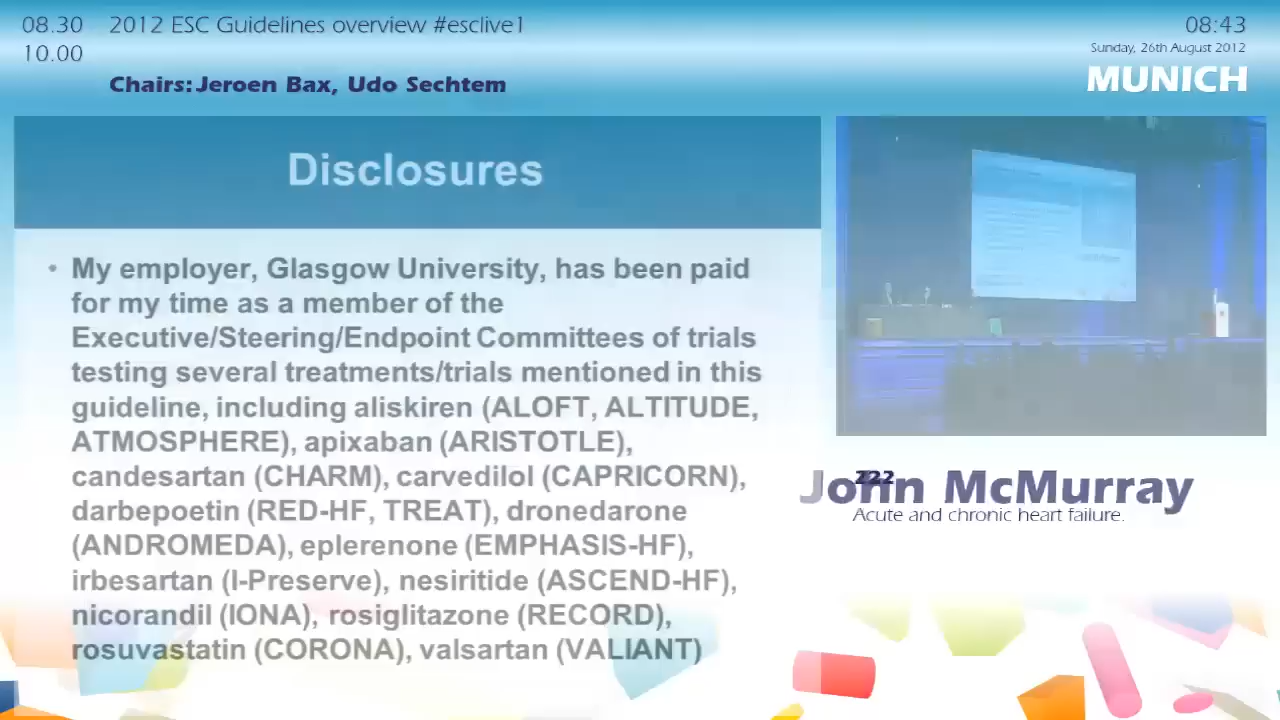 08.30 2012 ESC Guidelines overview #esclive1
10.00
Chairs: Jeroen Bax, Udo Sechtem
08:43
Sunday, 26th August 2012
MUNICH
Disclosures
• My employer, Glasgow University, has been paid
for my time as a member of the
Executive/Steering/Endpoint Committees of trials
testing several treatments/trials mentioned in this
guideline, including aliskiren (ALOFT, ALTITUDE,
ATMOSPHERE), apixaban (ARISTOTLE),
candesartan (CHARM), carvedilol (CAPRICORN),
darbepoetin (RED-HF, TREAT), dronedarone
(ANDROMEDA), eplerenone (EMPHASIS-HF),
irbesartan (I-Preserve), nesiritide (ASCEND-HF),
nicorandil (IONA), rosiglitazone (RECORD),
rosuvastatin (CORONA), valsartan (VALIANT)
222
John McMurray
Acute and chronic heart failure.